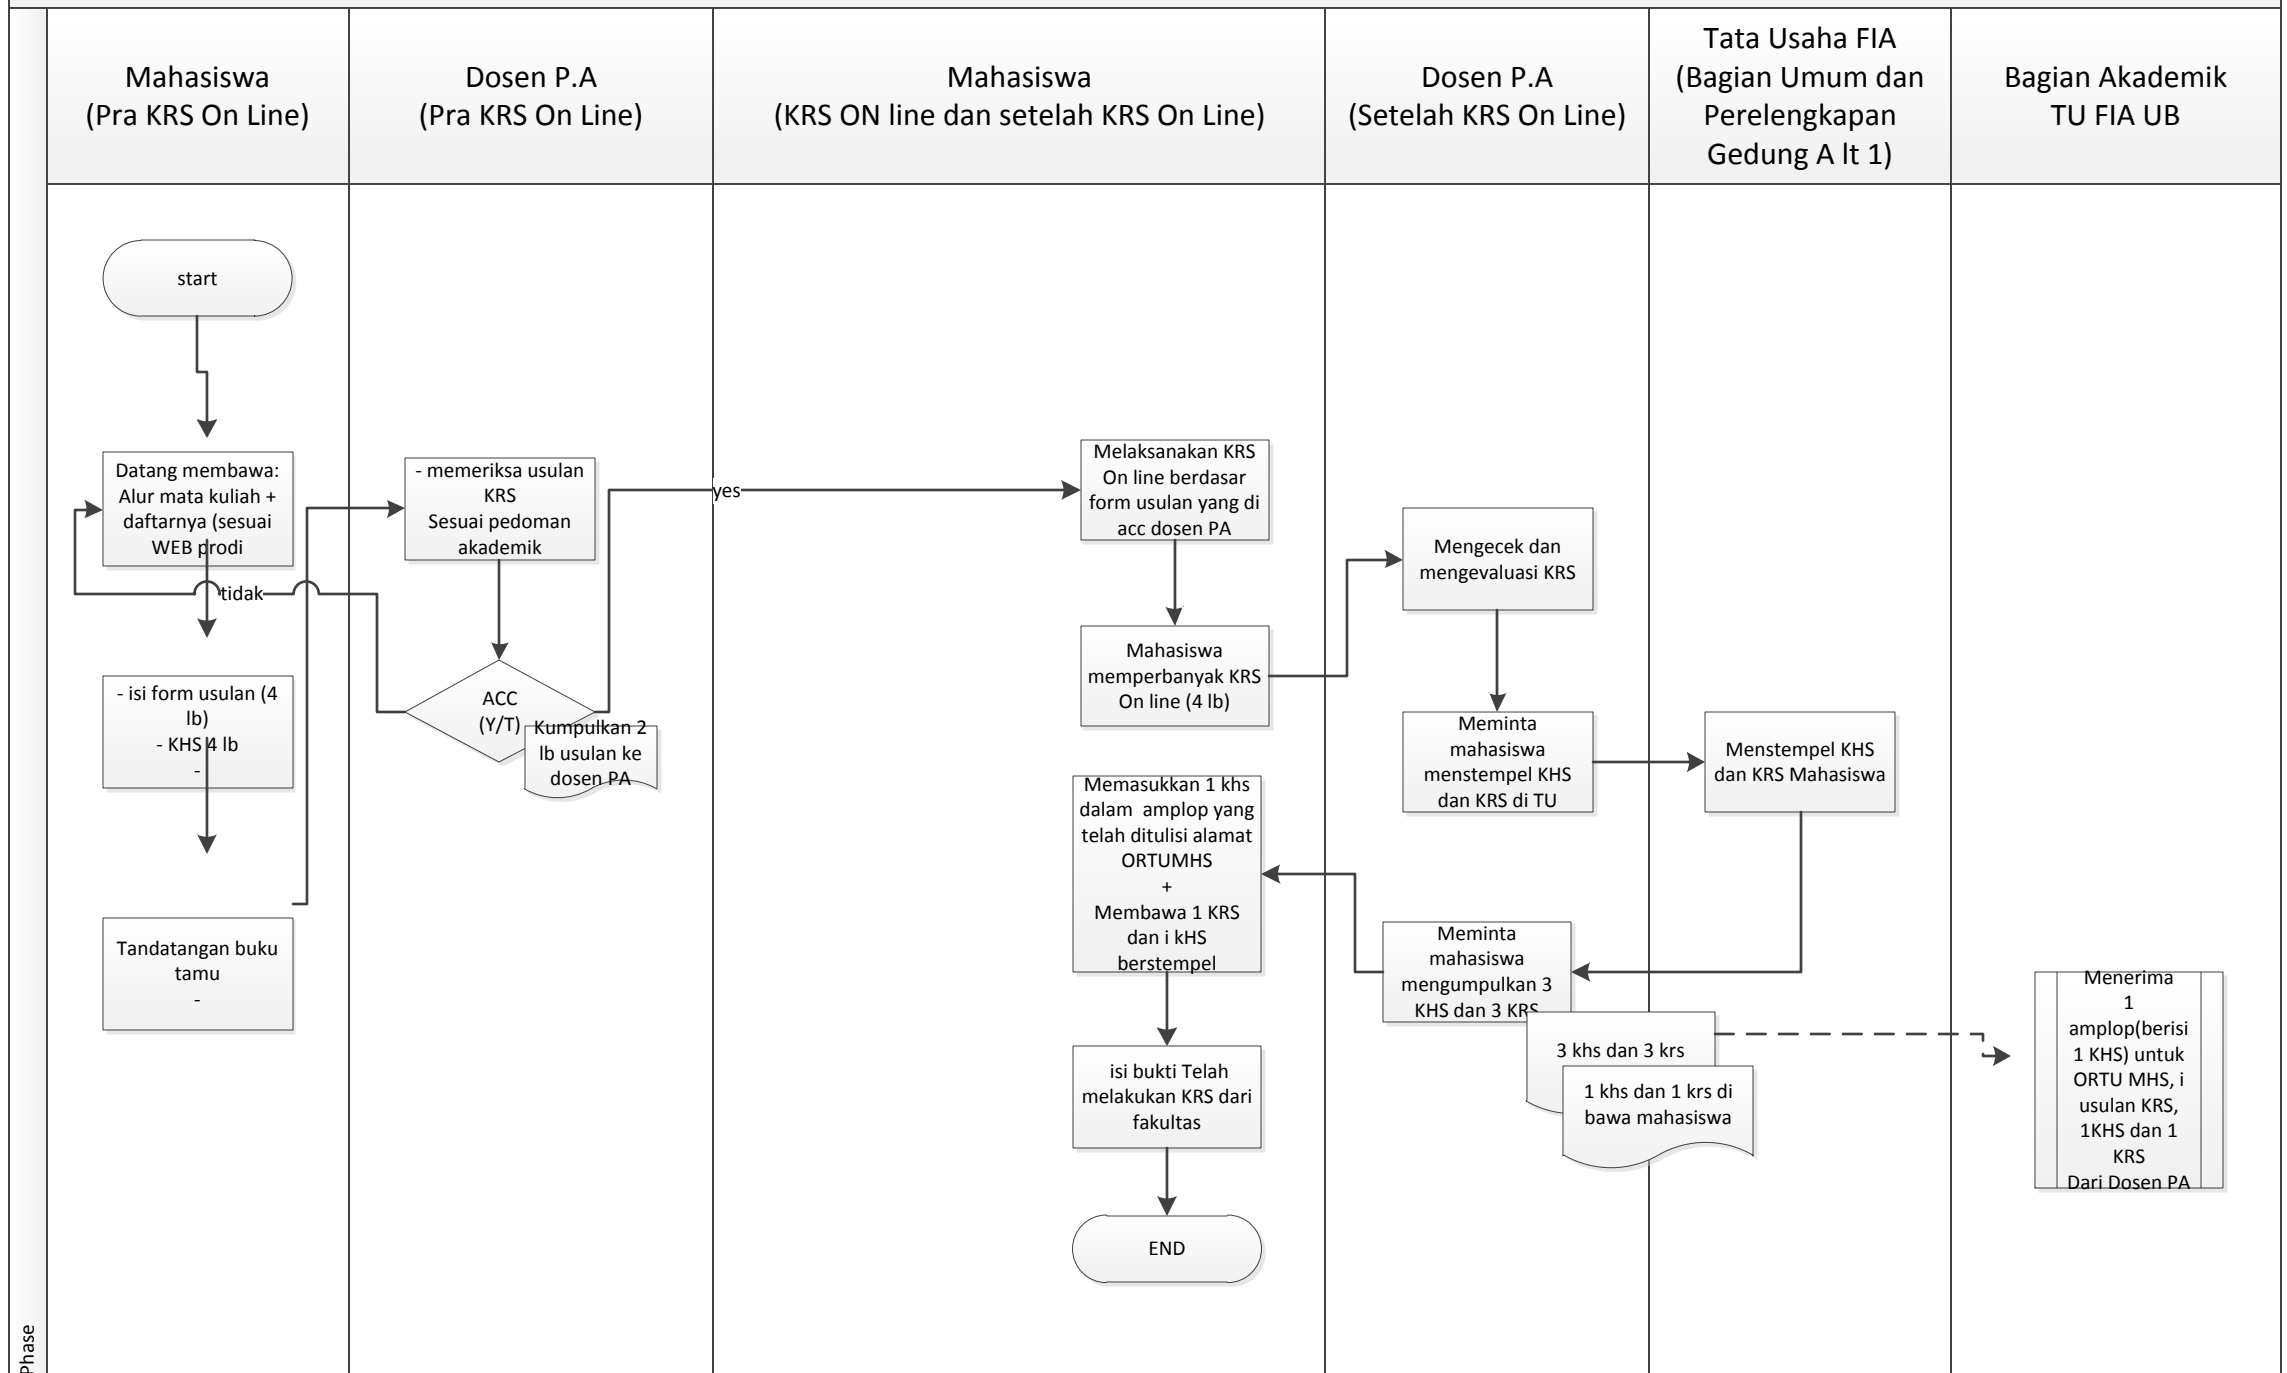 Mahasiswa
(Pra KRS On Line)
Dosen P.A
(Pra KRS On Line)
Mahasiswa
(KRS ON line dan setelah KRS On Line)
Dosen P.A
(Setelah KRS On Line)
Tata Usaha FIA
(Bagian Umum dan
Perelengkapan
Gedung A lt 1)
Bagian Akademik
TU FIA UB
start
Datang membawa:
Alur mata kuliah +
daftarnya (sesuai
WEB prodi
tidak
- isi form usulan (4
lb)
- KHS 4 lb
-
Tandatangan buku
tamu
-
- memeriksa usulan
KRS
Sesuai pedoman
akademik
ACC
(Y/T)
Kumpulkan 2
lb usulan ke
dosen PA
yes
Melaksanakan KRS
On line berdasar
form usulan yang di
acc dosen PA
Mahasiswa
memperbanyak KRS
On line (4 lb)
Mengecek dan
mengevaluasi KRS
Meminta
mahasiswa
menstempel KHS
dan KRS di TU
Menstempel KHS
dan KRS Mahasiswa
Meminta
mahasiswa
mengumpulkan 3
KHS dan 3 KRS
3 khs dan 3 krs
1 khs dan 1 krs di
bawa mahasiswa
Memasukkan 1 khs
dalam  amplop yang
telah ditulisi alamat
ORTUMHS
+
Membawa 1 KRS
dan i kHS
berstempel
isi bukti Telah
melakukan KRS dari
fakultas
END
Menerima
1
amplop(berisi
1 KHS) untuk
ORTU MHS, i
usulan KRS,
1KHS dan 1
KRS
Dari Dosen PA
Phase